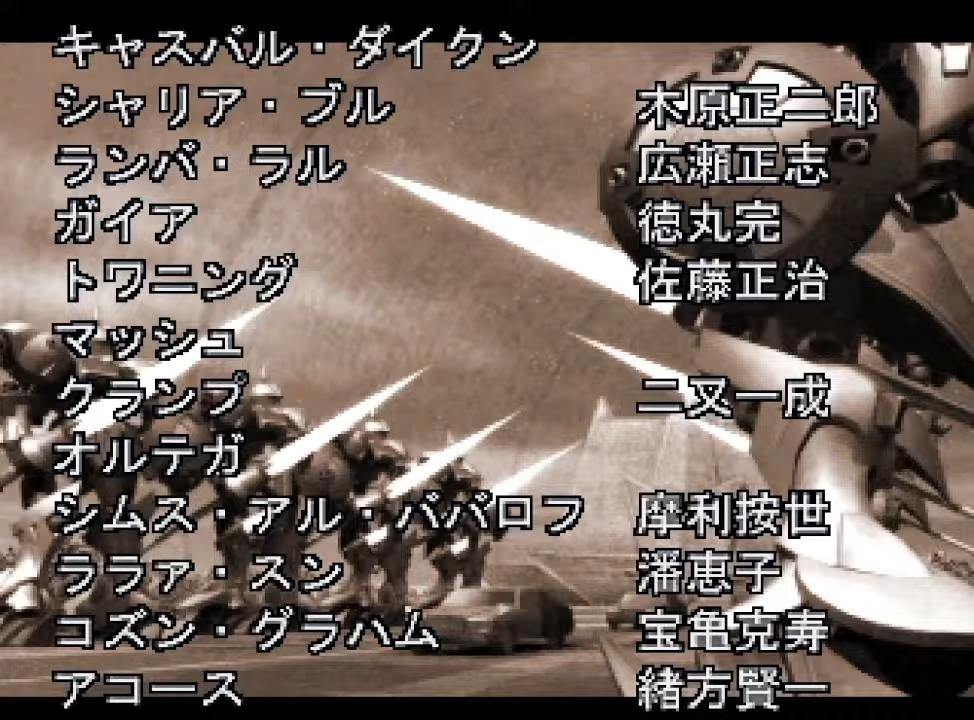 キャスバル・ダイクン
シャリア・ブル 木原正二郎
ランバ・ラル 広瀬正志
ガイア 徳丸完
トワニング 佐藤正治
マッシュ
クランプ 二又一成
オルテガ
シムス・アル・バハロフ 摩利按世
ララァ・スン 潘恵子
コズン・グラハム 宝亀克寿
アコース 緒方賢一